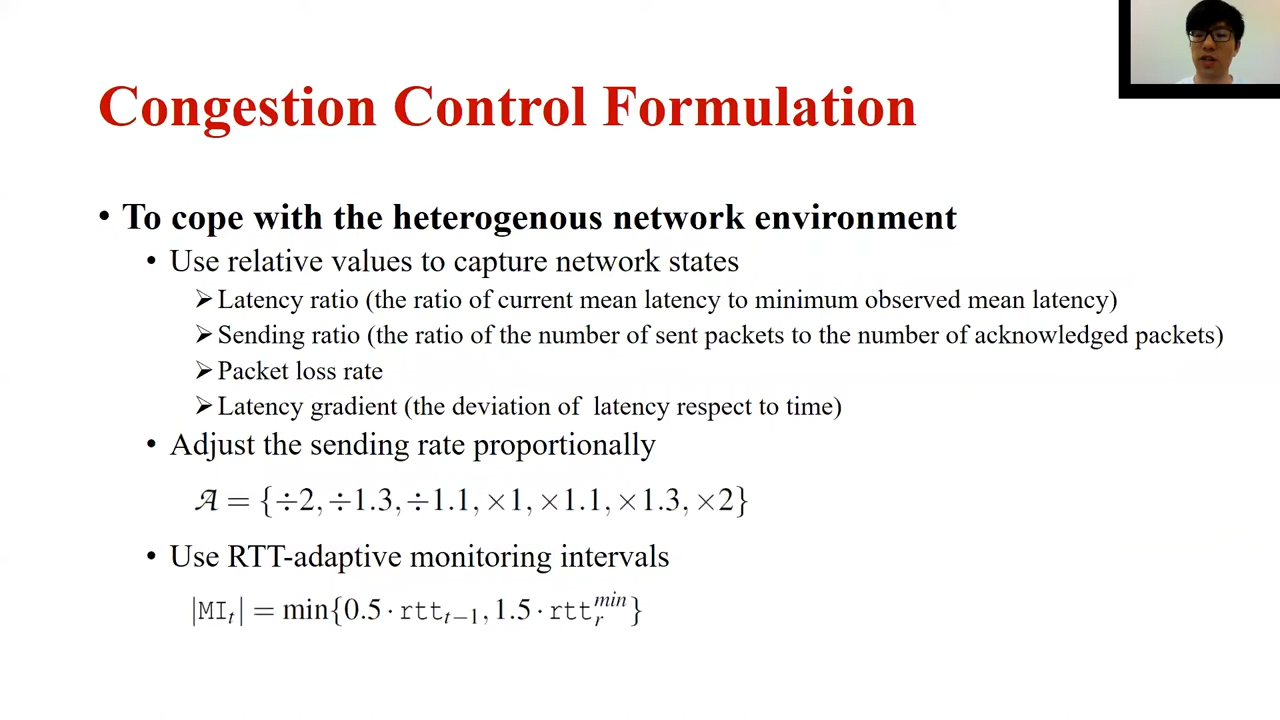 Congestion Control Formulation
• To cope with the heterogenous network environment
• Use relative values to capture network states
➢ Latency ratio (the ratio of current mean latency to minimum observed mean latency)
➢ Sending ratio (the ratio of the number of sent packets to the number of acknowledged packets)
➢ Packet loss rate
➢ Latency gradient (the deviation of latency respect to time)
• Adjust the sending rate proportionally
𝒜 = {÷2, ÷1.3, ÷1.1, ×1, ×1.1, ×1.3, ×2}
• Use RTT-adaptive monitoring intervals
|MI_t| = min{0.5 · rtt_{t−1}, 1.5 · rtt_r^{min}}